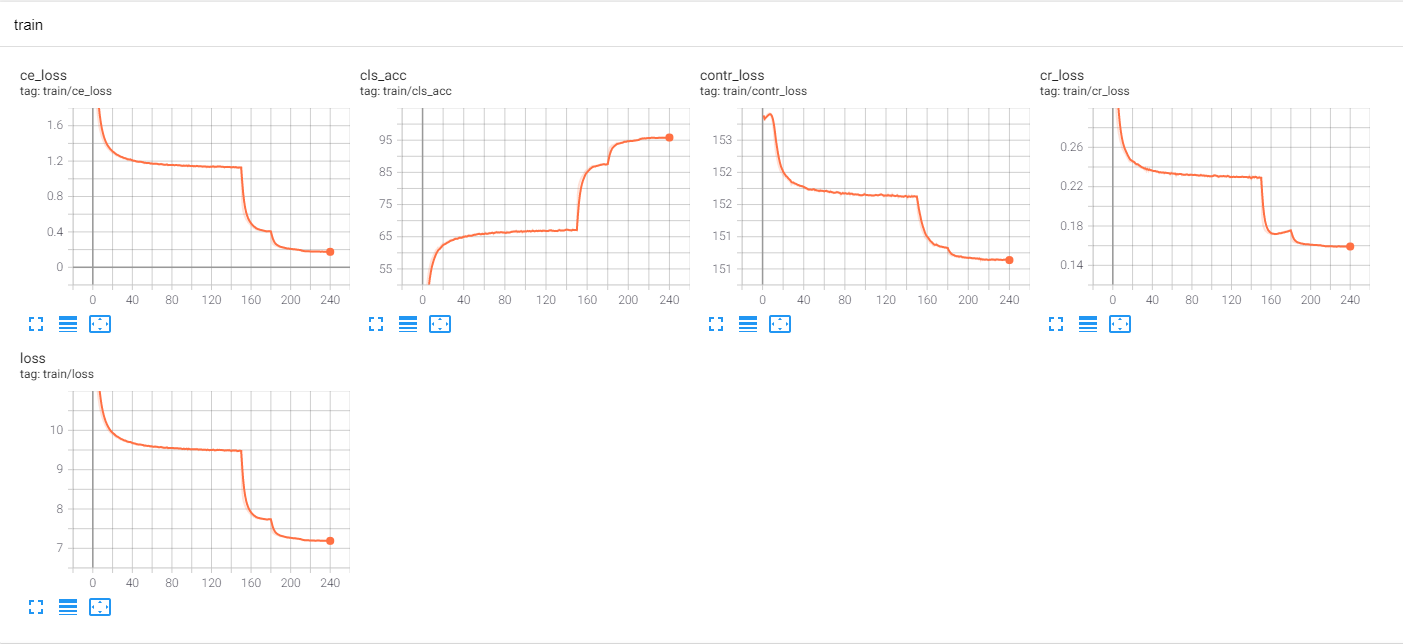 train
ce_loss
tag: train/ce_loss
1.6
1.2
0.8
0.4
0
0 40 80 120 160 200 240
cls_acc
tag: train/cls_acc
95
85
75
65
55
0 40 80 120 160 200 240
contr_loss
tag: train/contr_loss
153
152
152
151
151
0 40 80 120 160 200 240
cr_loss
tag: train/cr_loss
0.26
0.22
0.18
0.14
0 40 80 120 160 200 240
loss
tag: train/loss
10
9
8
7
0 40 80 120 160 200 240